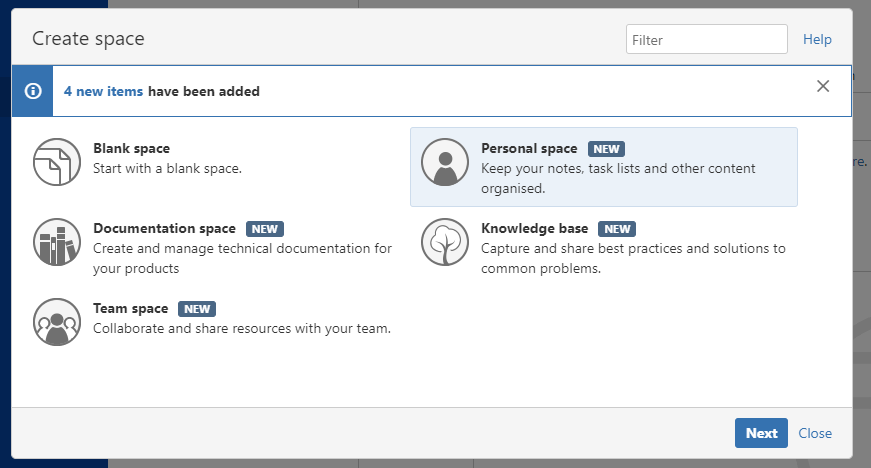 Create space
Filter
Help
4 new items have been added
Blank space
Start with a blank space.
Personal space NEW
Keep your notes, task lists and other content
organised.
Documentation space NEW
Create and manage technical documentation for
your products
Knowledge base NEW
Capture and share best practices and solutions to
common problems.
Team space NEW
Collaborate and share resources with your team.
Next
Close